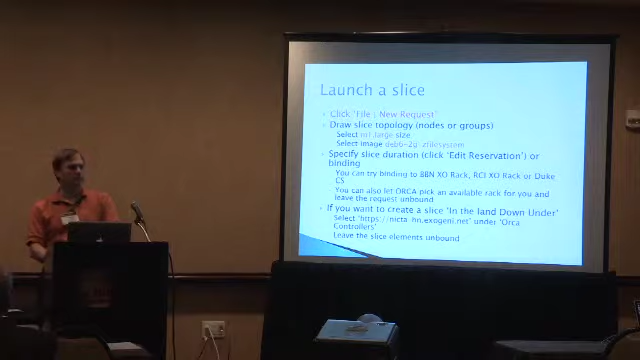 Launch a slice
Click 'File | New Request'
Draw slice topology (nodes or groups)
Select m1.large size
Select image deb6-2g-zfilesystem
Specify slice duration (click 'Edit Reservation') or
binding
You can try binding to BBN XO Rack, RCI XO Rack or Duke
CS
You can also let ORCA pick an available rack for you and
leave the request unbound
If you want to create a slice 'In the land Down Under'
Select 'https://nicta-hn.exogeni.net' under 'Orca
Controllers'
Leave the slice elements unbound